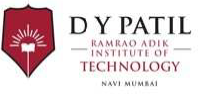 D Y PATIL
RAMRAO ADIK
INSTITUTE OF
TECHNOLOGY
NAVI MUMBAI